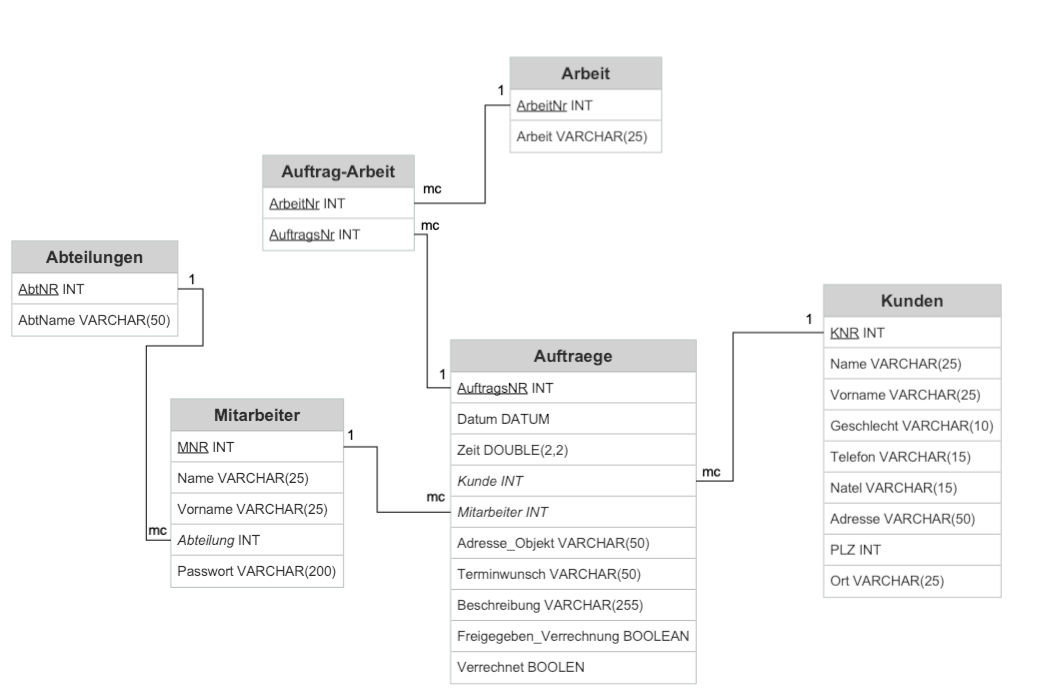 Arbeit
ArbeitNr INT
Arbeit VARCHAR(25)
1
Auftrag-Arbeit
ArbeitNr INT
AuftragsNr INT
mc
mc
Abteilungen
AbtNR INT
AbtName VARCHAR(50)
1
Mitarbeiter
MNR INT
Name VARCHAR(25)
Vorname VARCHAR(25)
Abteilung INT
Passwort VARCHAR(200)
mc
1
Auftraege
AuftragsNR INT
Datum DATUM
Zeit DOUBLE(2,2)
Kunde INT
Mitarbeiter INT
Adresse_Objekt VARCHAR(50)
Terminwunsch VARCHAR(50)
Beschreibung VARCHAR(255)
Freigegeben_Verrechnung BOOLEAN
Verrechnet BOOLEN
1
mc
mc
1
Kunden
KNR INT
Name VARCHAR(25)
Vorname VARCHAR(25)
Geschlecht VARCHAR(10)
Telefon VARCHAR(15)
Natel VARCHAR(15)
Adresse VARCHAR(50)
PLZ INT
Ort VARCHAR(25)